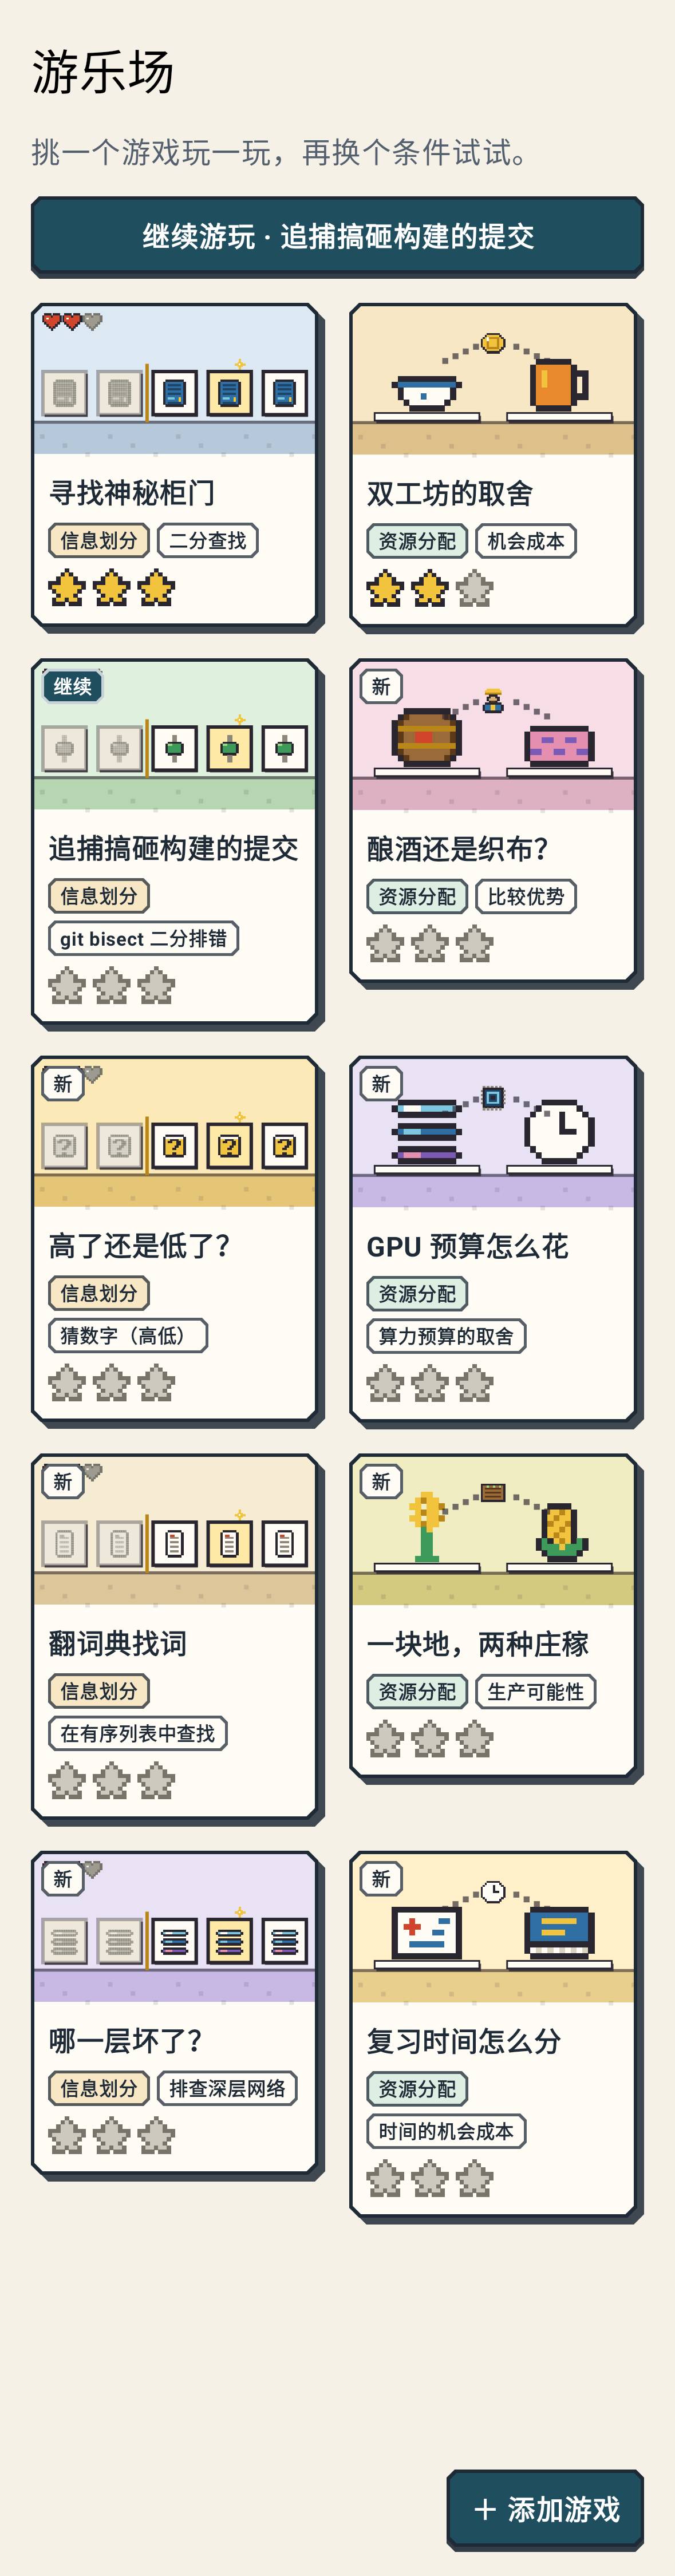 游乐场
挑一个游戏玩一玩，再换个条件试试。
继续游玩 · 追捕搞砸构建的提交
寻找神秘柜门
信息划分 二分查找
双工坊的取舍
资源分配 机会成本
继续
追捕搞砸构建的提交
信息划分
git bisect 二分排错
新
酿酒还是织布？
资源分配 比较优势
新
高了还是低了？
信息划分
猜数字（高低）
新
GPU 预算怎么花
资源分配
算力预算的取舍
新
翻词典找词
信息划分
在有序列表中查找
新
一块地，两种庄稼
资源分配 生产可能性
新
哪一层坏了？
信息划分 排查深层网络
新
复习时间怎么分
资源分配
时间的机会成本
＋ 添加游戏